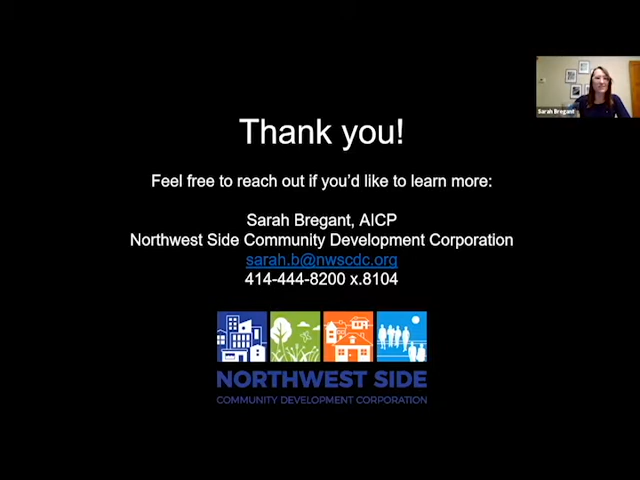 Thank you!
Feel free to reach out if you'd like to learn more:
Sarah Bregant, AICP
Northwest Side Community Development Corporation
sarah.b@nwscdc.org
414-444-8200 x.8104
NORTHWEST SIDE
COMMUNITY DEVELOPMENT CORPORATION
Sarah Bregant